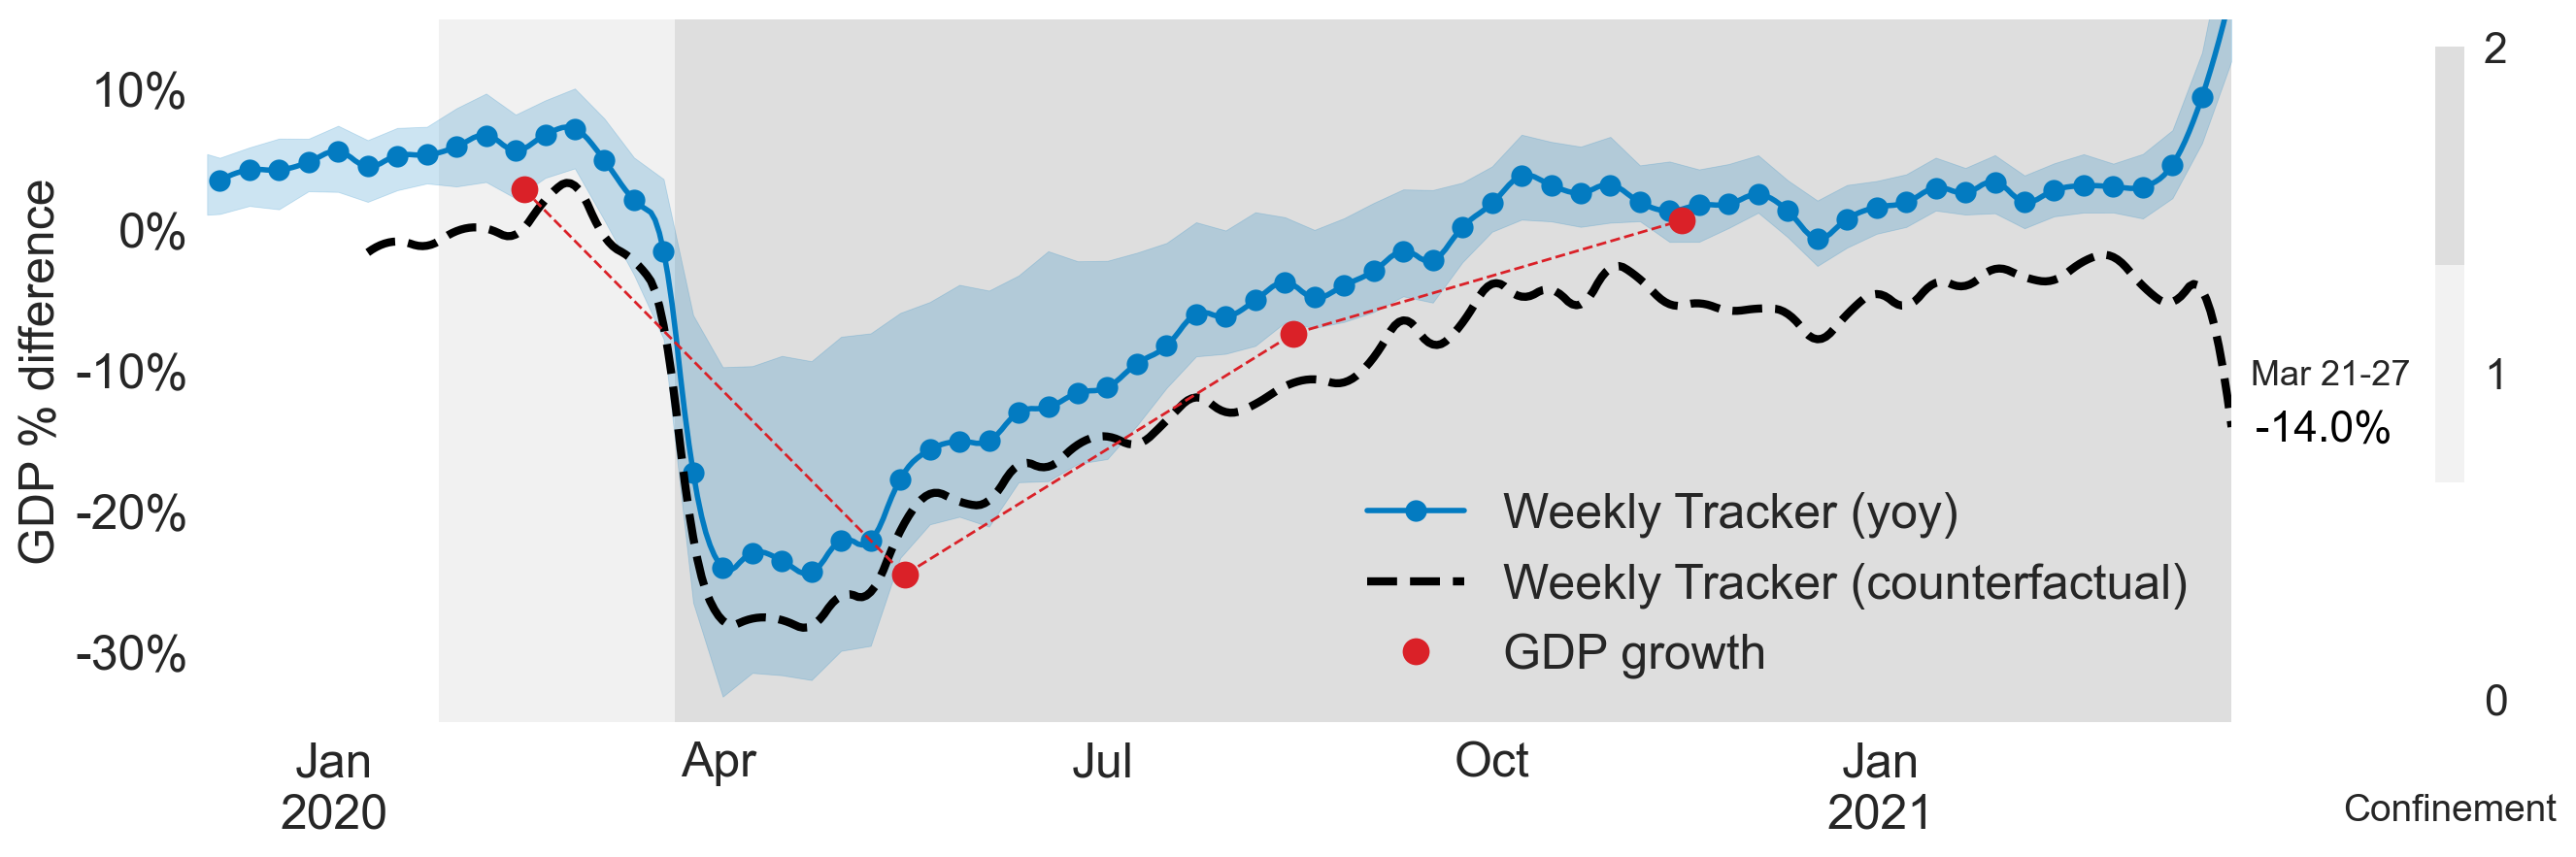 GDP % difference
10%
0%
-10%
-20%
-30%
Jan
2020
Apr
Jul
Oct
Jan
2021
Weekly Tracker (yoy)
Weekly Tracker (counterfactual)
GDP growth
Mar 21-27
-14.0%
2
1
0
Confinement